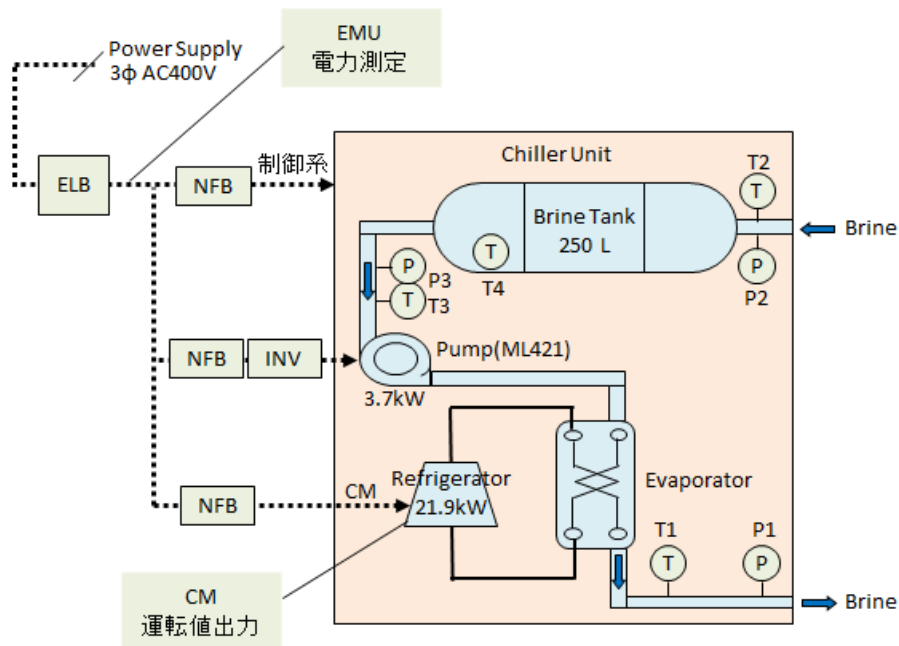 EMU
電力測定
Power Supply
3φ AC400V
ELB
NFB
制御系
Chiller Unit
T2
T
Brine Tank
250 L
Brine
T
T4
P
P2
P
P3
T
T3
NFB
INV
Pump(ML421)
3.7kW
NFB
CM
Refrigerator
21.9kW
Evaporator
T1
P1
T
P
Brine
CM
運転値出力